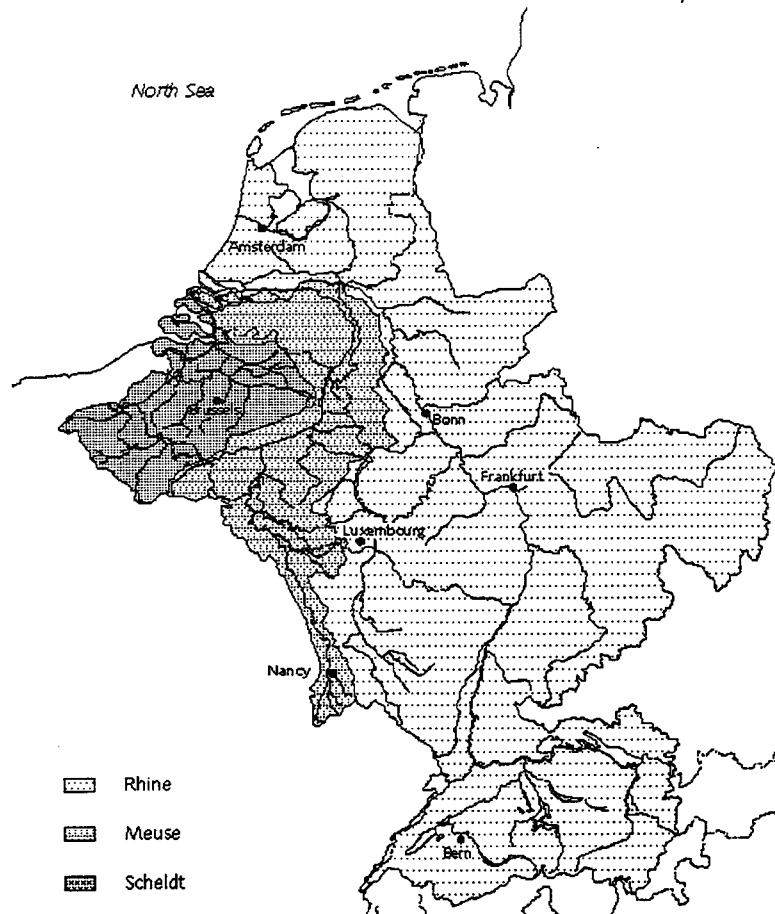 North Sea
Amsterdam
Bonn
Frankfurt
Luxembourg
Nancy
Rhine
Meuse
Scheldt
Bern